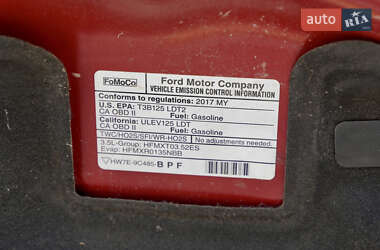 auto RIA
FoMoCo
Ford Motor Company
VEHICLE EMISSION CONTROL INFORMATION
Conforms to regulations: 2017 MY
U.S. EPA: T3B125 LDT2
CA OBD II Fuel: Gasoline
California: ULEV125 LDT
CA OBD II Fuel: Gasoline
TWC/HO2S/SFI/WR-HO2S No adjustments needed.
3.5L-Group: HFMXT03.52ES
Evap: HFMXR0135NBB
HW7E-9C485-BPF